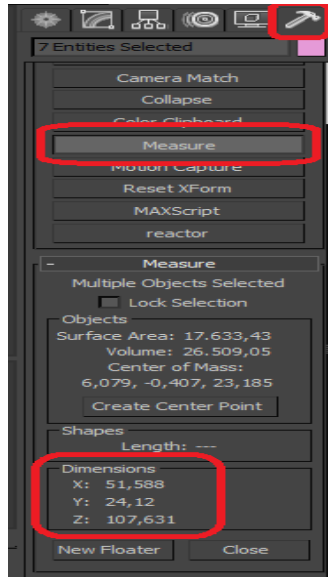 7 Entities Selected
Camera Match
Collapse
Color Clipboard
Measure
Motion Capture
Reset XForm
MAXScript
reactor
- Measure
Multiple Objects Selected
Lock Selection
Objects
Surface Area: 17.633,43
Volume: 26.509,05
Center of Mass:
6,079, -0,407, 23,185
Create Center Point
Shapes
Length: ---
Dimensions
X: 51,588
Y: 24,12
Z: 107,631
New Floater Close